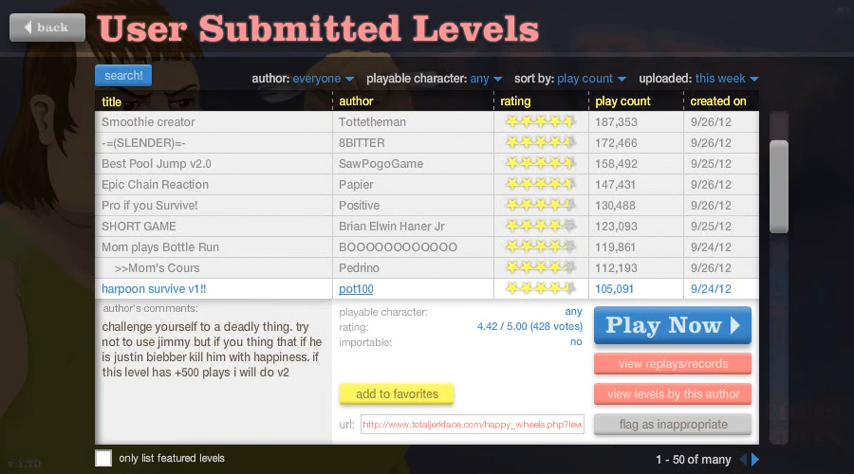 back
User Submitted Levels
search!
author: everyone playable character: any sort by: play count uploaded: this week
title author rating play count created on
Smoothie creator Tottetheman 187,353 9/26/12
-=(SLENDER)=- 8BITTER 172,466 9/26/12
Best Pool Jump v2.0 SawPogoGame 158,492 9/25/12
Epic Chain Reaction Papier 147,431 9/26/12
Pro if you Survive! Positive 130,488 9/26/12
SHORT GAME Brian Elwin Haner Jr 123,093 9/25/12
Mom plays Bottle Run BOOOOOOOOOOOO 119,861 9/24/12
>>Mom's Cours Pedrino 112,193 9/26/12
harpoon survive v1!! pot100 105,091 9/24/12
author's comments:
challenge yourself to a deadly thing. try
not to use jimmy but if you thing that if he
is justin biebber kill him with happiness. if
this level has +500 plays i will do v2
playable character: any
rating: 4.42 / 5.00 (428 votes)
importable: no
add to favorites
url: http://www.totaljerkface.com/happy_wheels.php?leve
Play Now
view replays/records
view levels by this author
flag as inappropriate
only list featured levels
1 - 50 of many
v 1.70